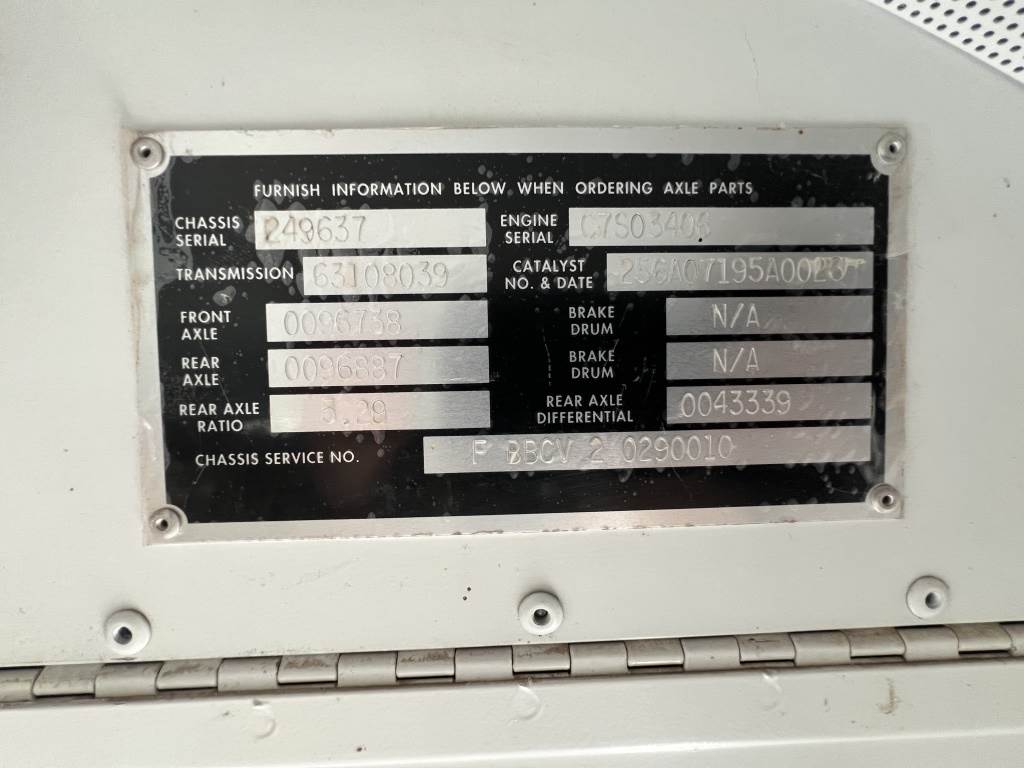 FURNISH INFORMATION BELOW WHEN ORDERING AXLE PARTS
CHASSIS SERIAL 249637
ENGINE SERIAL C7S03406
TRANSMISSION 63108039
CATALYST NO. & DATE
FRONT AXLE 0096738
BRAKE DRUM N/A
REAR AXLE 0096887
BRAKE DRUM N/A
REAR AXLE RATIO 5.29
REAR AXLE DIFFERENTIAL 0043339
CHASSIS SERVICE NO. F BBCV 2 0290010